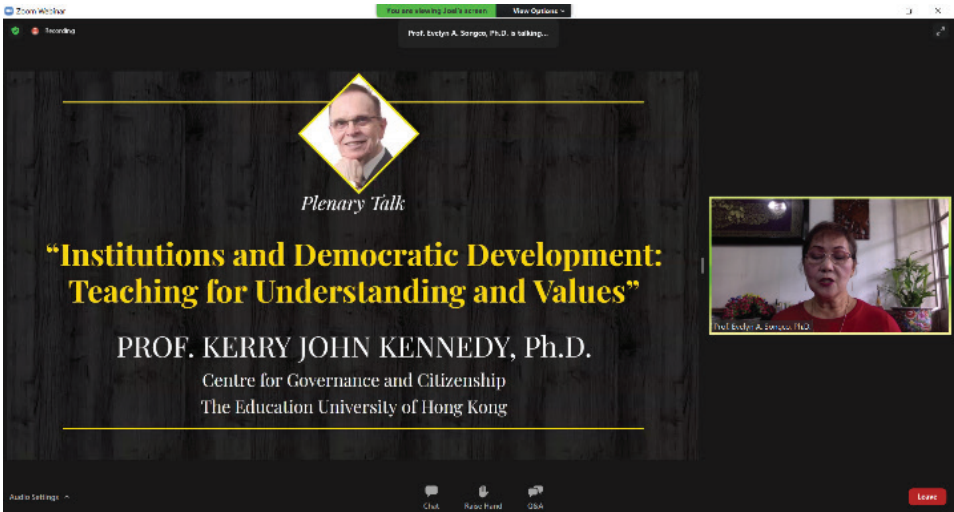 Zoom Webinar
You are viewing Joel's screen
View Options
Recording
Prof. Evelyn A. Songco, Ph.D. is talking...
Plenary Talk
“Institutions and Democratic Development:
Teaching for Understanding and Values”
PROF. KERRY JOHN KENNEDY, Ph.D.
Centre for Governance and Citizenship
The Education University of Hong Kong
Prof. Evelyn A. Songco, Ph.D.
Audio Settings
Chat
Raise Hand
Q&A
Leave